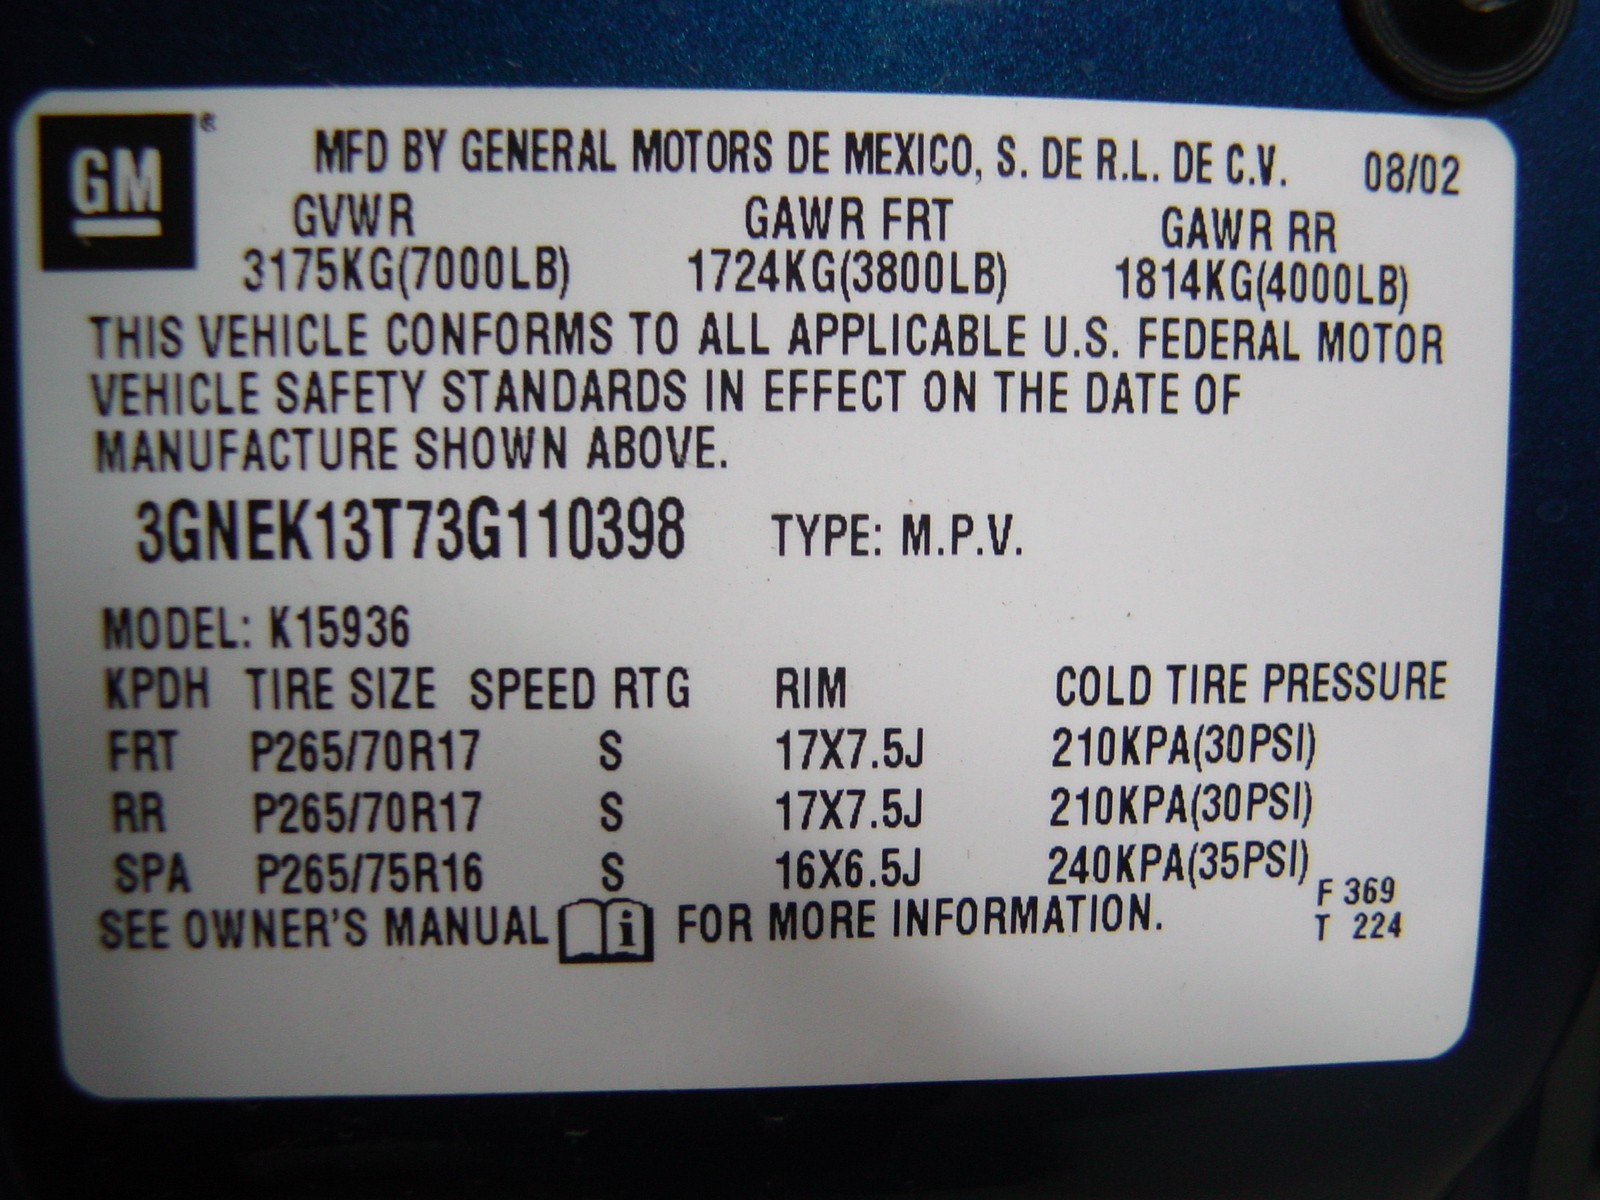 GM ®
MFD BY GENERAL MOTORS DE MEXICO, S. DE R.L. DE C.V. 08/02
GVWR GAWR FRT GAWR RR
3175KG(7000LB) 1724KG(3800LB) 1814KG(4000LB)
THIS VEHICLE CONFORMS TO ALL APPLICABLE U.S. FEDERAL MOTOR
VEHICLE SAFETY STANDARDS IN EFFECT ON THE DATE OF
MANUFACTURE SHOWN ABOVE.
3GNEK13T73G110398 TYPE: M.P.V.
MODEL: K15936
KPDH TIRE SIZE SPEED RTG RIM COLD TIRE PRESSURE
FRT P265/70R17 S 17X7.5J 210KPA(30PSI)
RR P265/70R17 S 17X7.5J 210KPA(30PSI)
SPA P265/75R16 S 16X6.5J 240KPA(35PSI)
SEE OWNER'S MANUAL i FOR MORE INFORMATION.
F 369
T 224